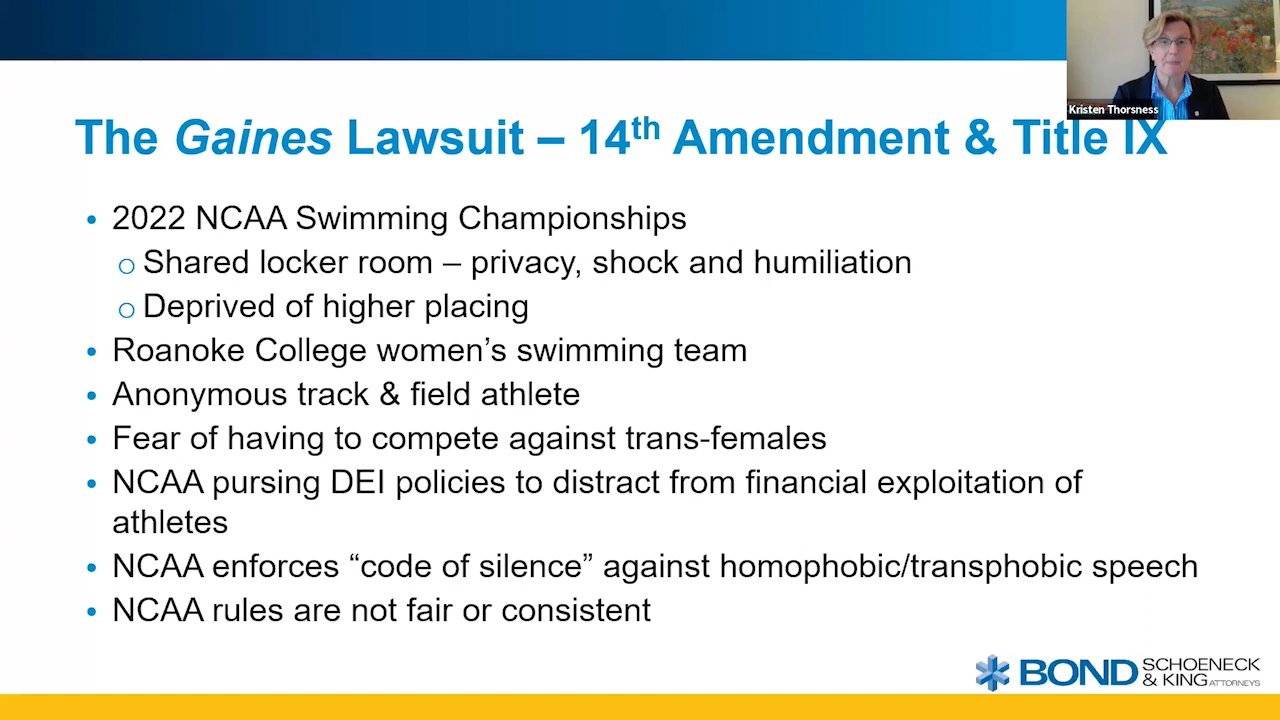 Kristen Thorsness
The Gaines Lawsuit – 14th Amendment & Title IX
• 2022 NCAA Swimming Championships
o Shared locker room – privacy, shock and humiliation
o Deprived of higher placing
• Roanoke College women’s swimming team
• Anonymous track & field athlete
• Fear of having to compete against trans-females
• NCAA pursing DEI policies to distract from financial exploitation of
athletes
• NCAA enforces “code of silence” against homophobic/transphobic speech
• NCAA rules are not fair or consistent
BOND SCHOENECK
& KING ATTORNEYS